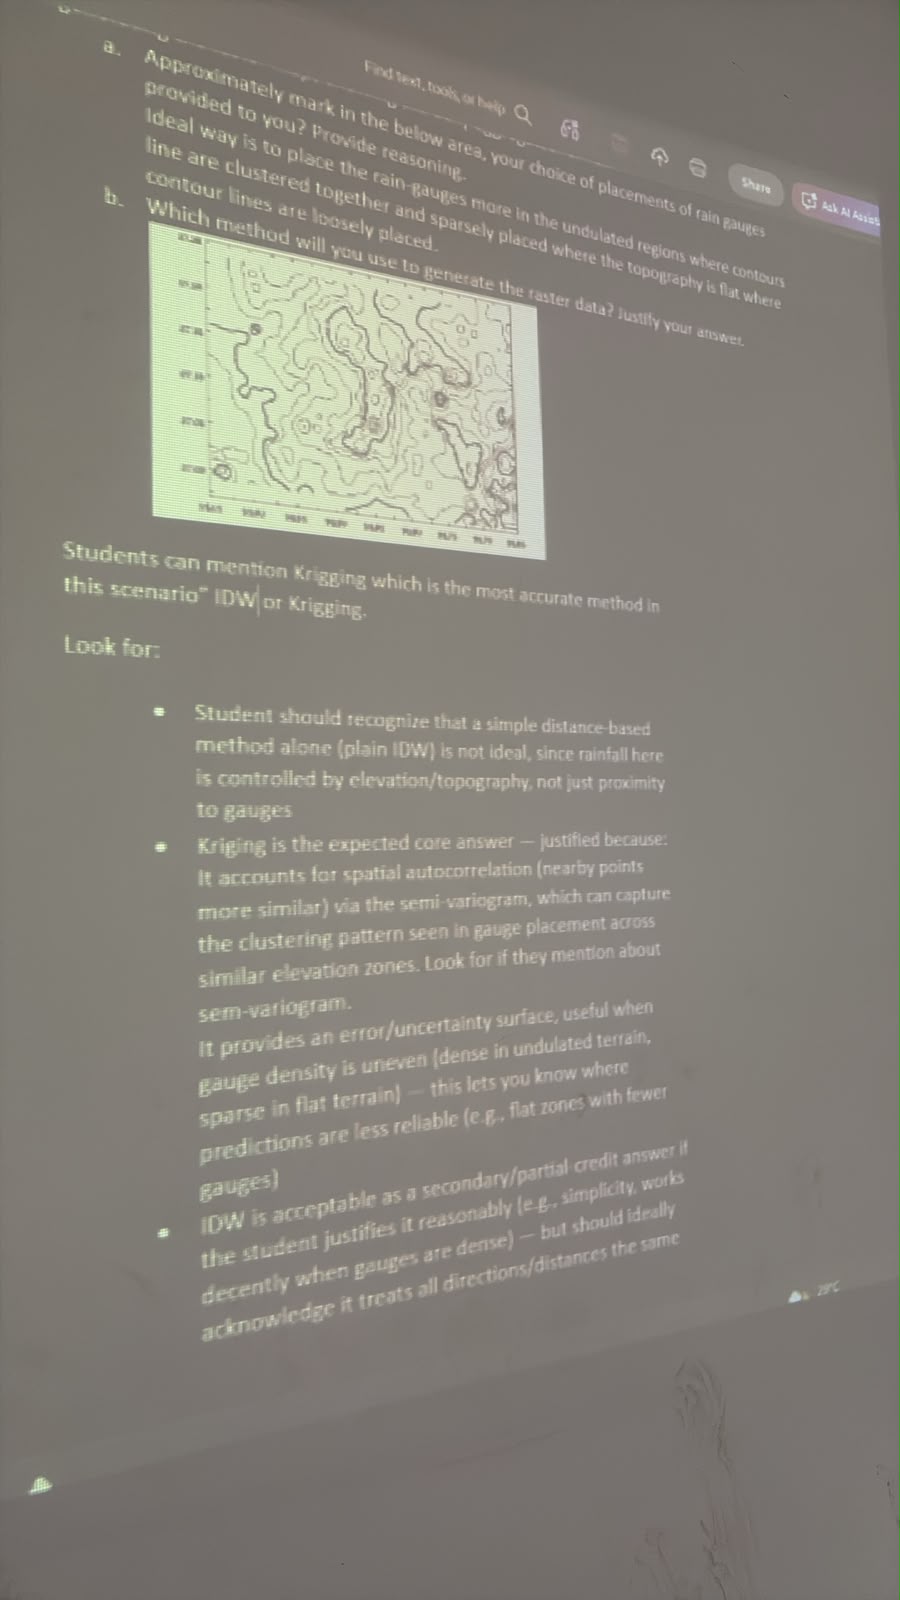 Find text, tools, or help
Share
Ask AI Assist
a. Approximately mark in the below area, your choice of placements of rain gauges
provided to you? Provide reasoning.
Ideal way is to place the rain-gauges more in the undulated regions where contours
line are clustered together and sparsely placed where the topography is flat where
contour lines are loosely placed.
b. Which method will you use to generate the raster data? Justify your answer.
Students can mention Krigging which is the most accurate method in
this scenario" IDW or Krigging.
Look for:
• Student should recognize that a simple distance-based
method alone (plain IDW) is not ideal, since rainfall here
is controlled by elevation/topography, not just proximity
to gauges
• Kriging is the expected core answer — justified because:
It accounts for spatial autocorrelation (nearby points
more similar) via the semi-variogram, which can capture
the clustering pattern seen in gauge placement across
similar elevation zones. Look for if they mention about
sem-variogram.
It provides an error/uncertainty surface, useful when
gauge density is uneven (dense in undulated terrain,
sparse in flat terrain) — this lets you know where
predictions are less reliable (e.g., flat zones with fewer
gauges)
• IDW is acceptable as a secondary/partial credit answer if
the student justifies it reasonably (e.g., simplicity, works
decently when gauges are dense) — but should ideally
acknowledge it treats all directions/distances the same
29°C